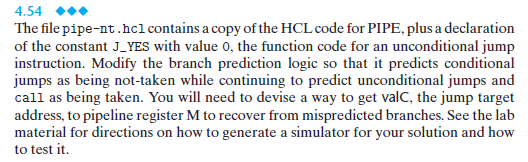 4.54 ◆◆◆
The file pipe-nt.hcl contains a copy of the HCL code for PIPE, plus a declaration
of the constant J_YES with value 0, the function code for an unconditional jump
instruction. Modify the branch prediction logic so that it predicts conditional
jumps as being not-taken while continuing to predict unconditional jumps and
call as being taken. You will need to devise a way to get valC, the jump target
address, to pipeline register M to recover from mispredicted branches. See the lab
material for directions on how to generate a simulator for your solution and how
to test it.